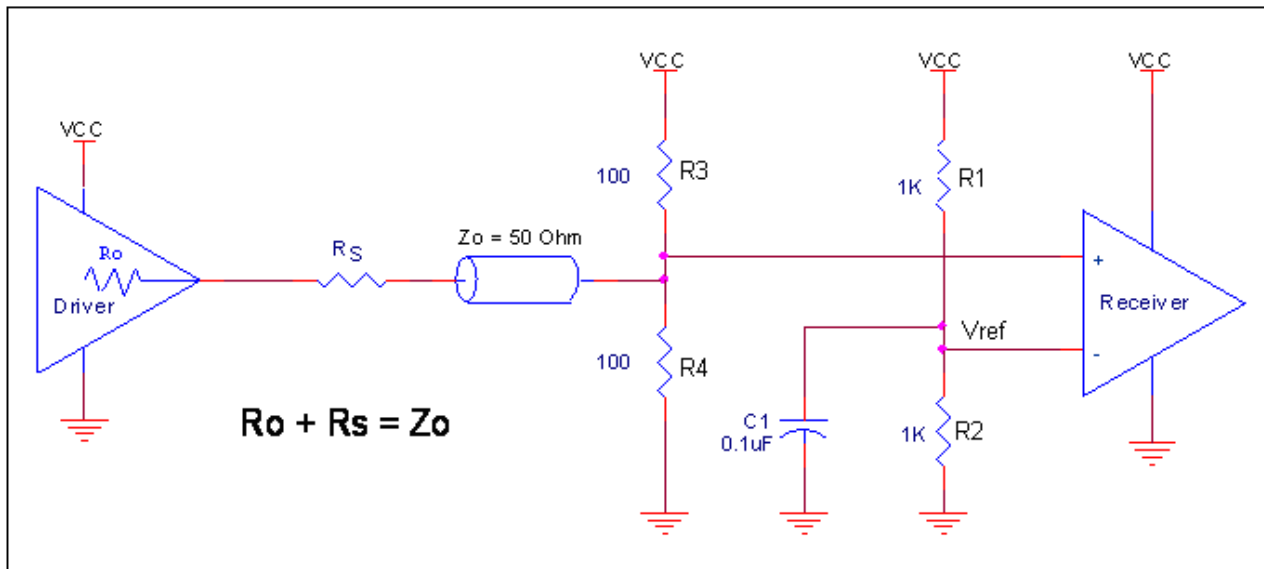 VCC
VCC
VCC
VCC
R3
100
R1
1K
Zo = 50 Ohm
Ro
RS
Driver
+
Receiver
Vref
-
100
R4
Ro + Rs = Zo
C1
0.1uF
1K
R2